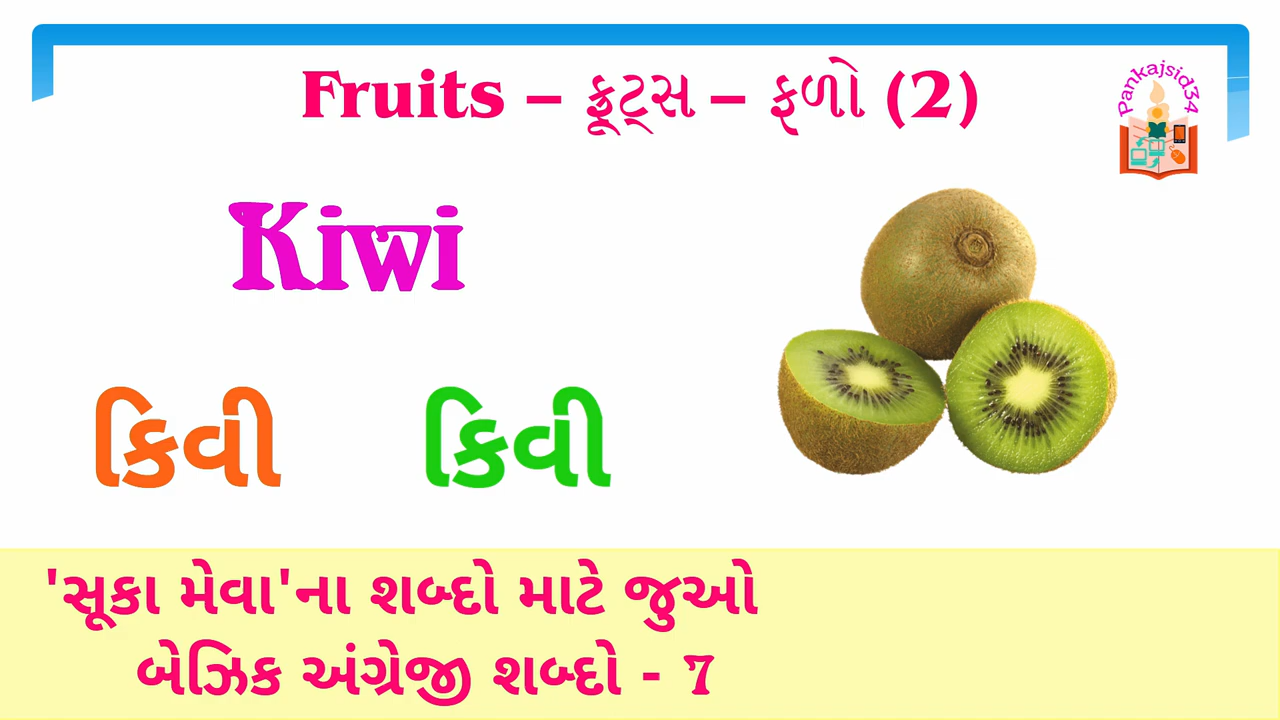 Fruits – ફ્રૂટ્સ – ફળો (2)
Pankajsid34
Kiwi
કિવી કિવી
'સૂકા મેવા'ના શબ્દો માટે જુઓ
બેઝિક અંગ્રેજી શબ્દો - 7